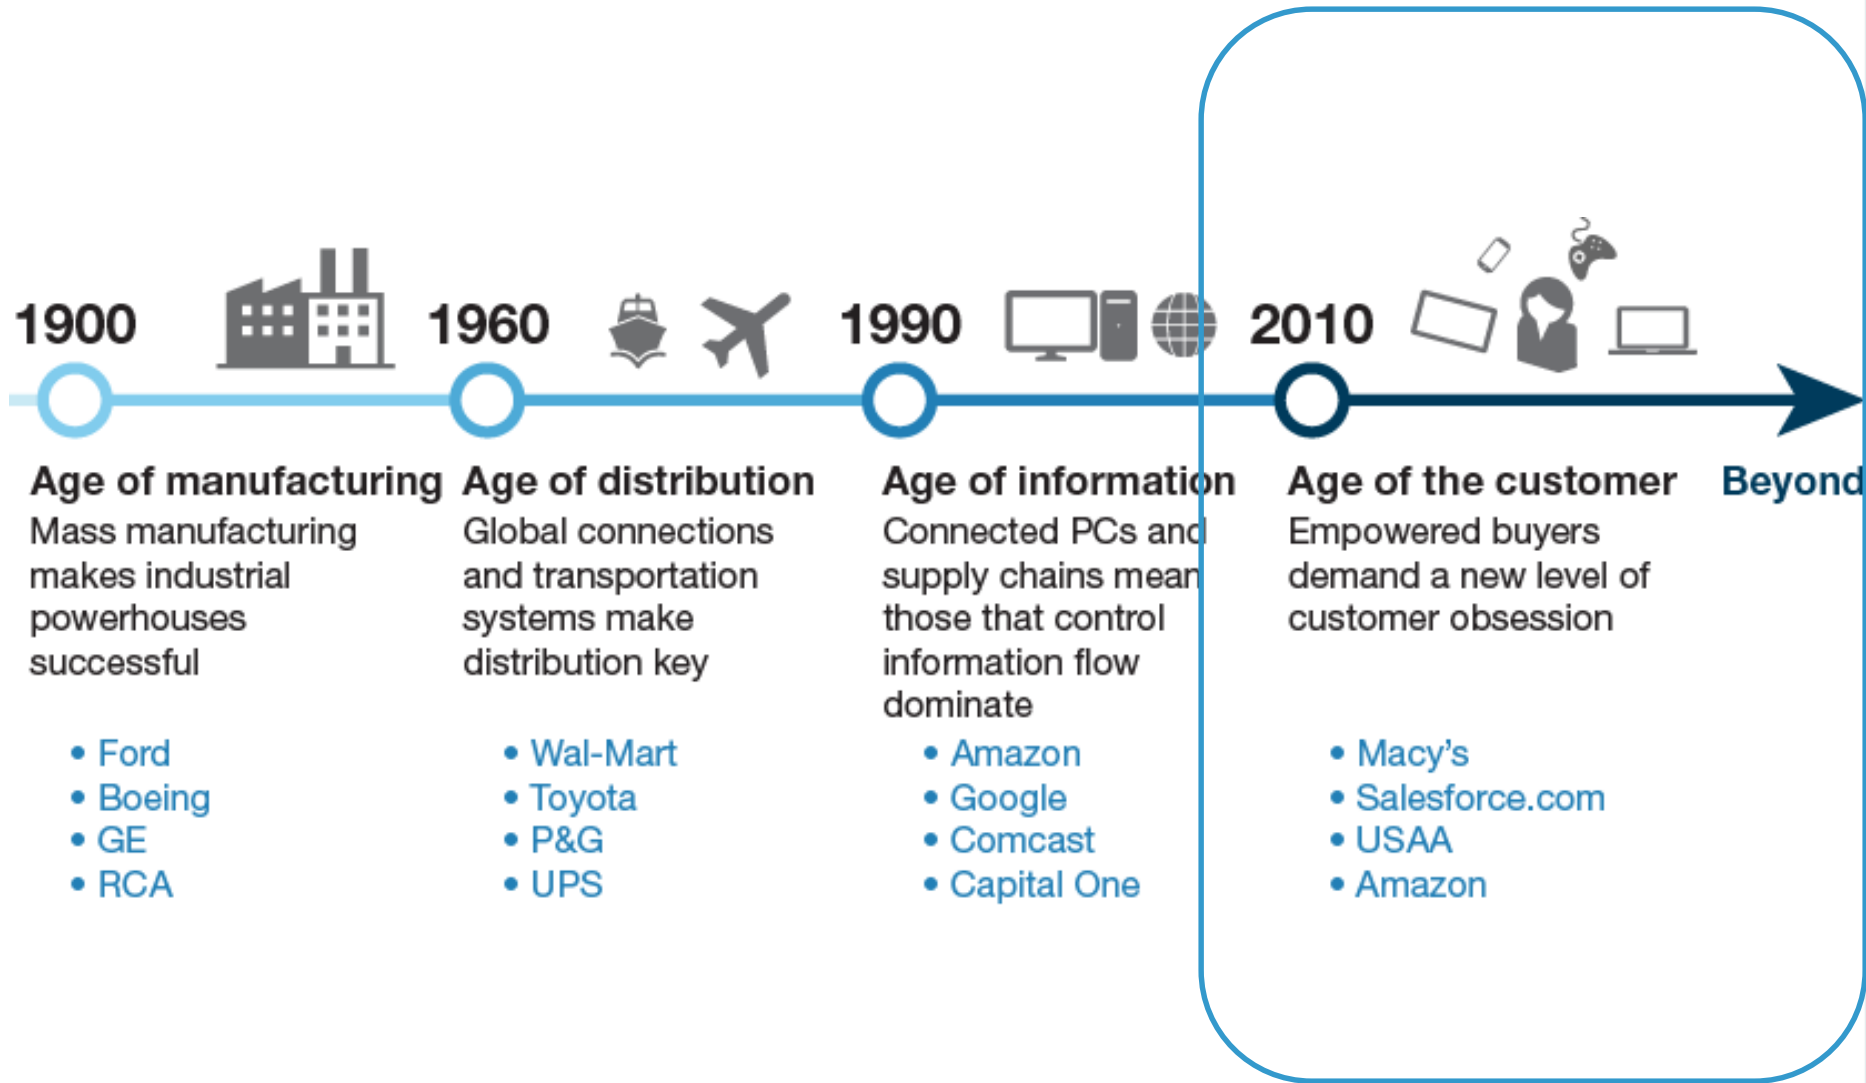 1900
1960
1990
2010
Age of manufacturing
Mass manufacturing
makes industrial
powerhouses
successful
• Ford
• Boeing
• GE
• RCA
Age of distribution
Global connections
and transportation
systems make
distribution key
• Wal-Mart
• Toyota
• P&G
• UPS
Age of information
Connected PCs and
supply chains mean
those that control
information flow
dominate
• Amazon
• Google
• Comcast
• Capital One
Age of the customer
Empowered buyers
demand a new level of
customer obsession
• Macy’s
• Salesforce.com
• USAA
• Amazon
Beyond